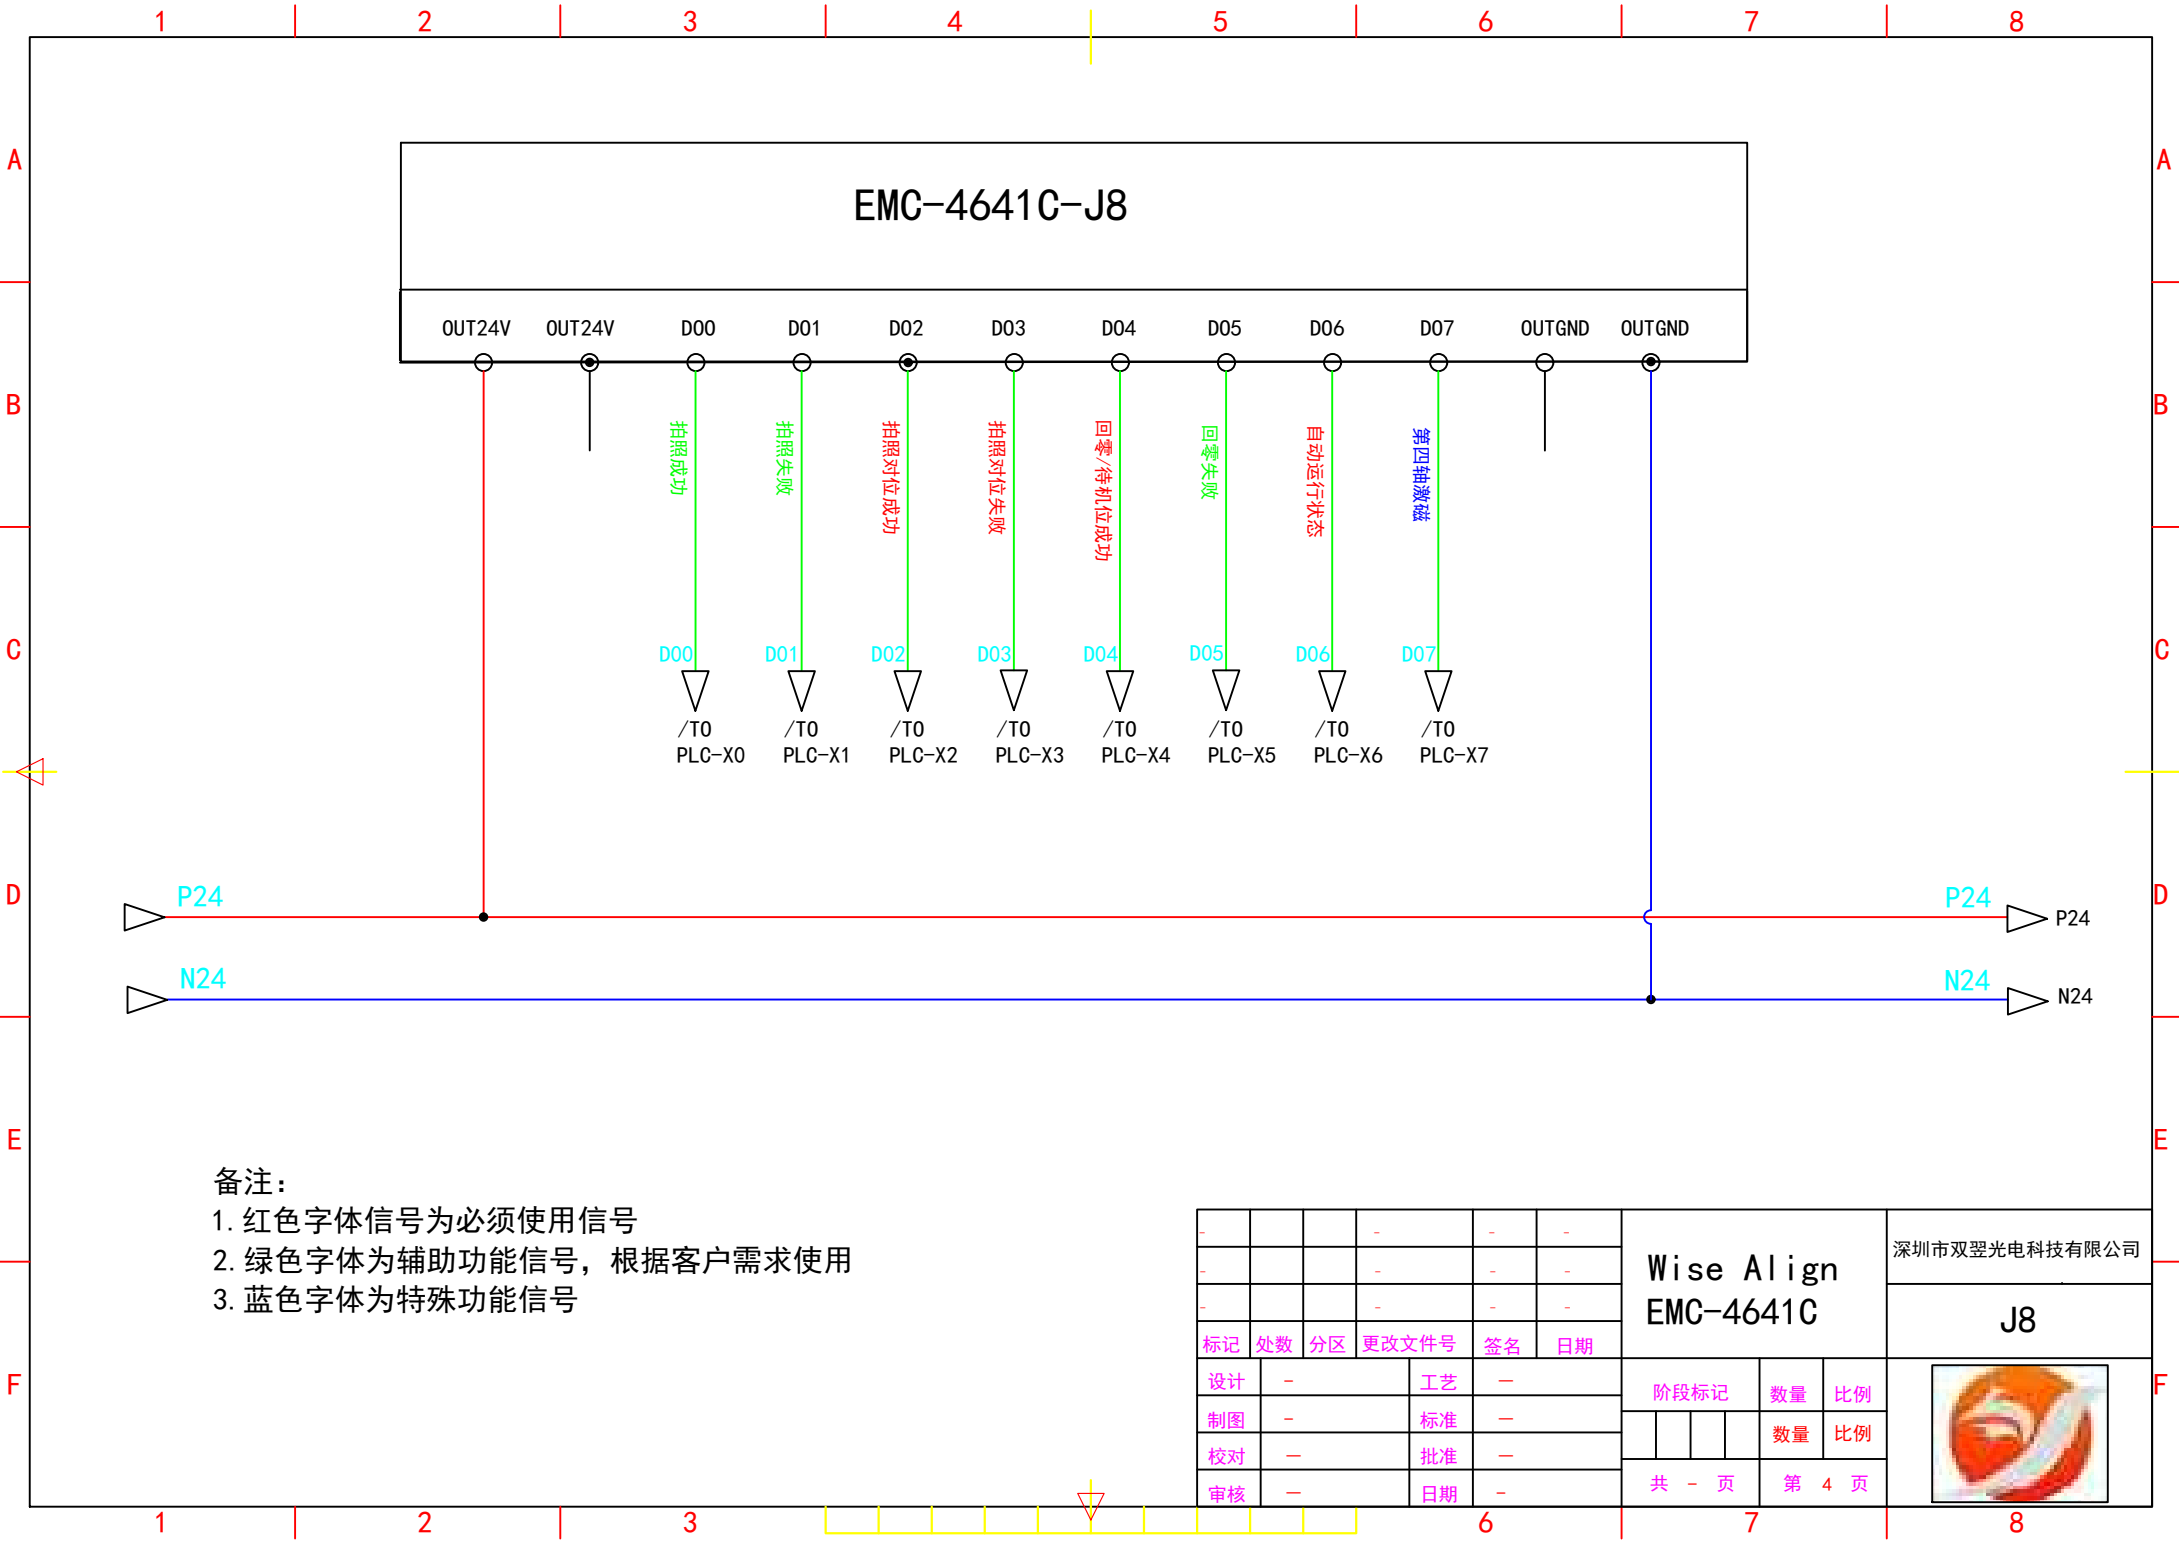 1 2 3 4 5 6 7 8
A A
EMC-4641C-J8
OUT24V OUT24V DO0 DO1 DO2 DO3 DO4 DO5 DO6 DO7 OUTGND OUTGND
B B
拍照成功
拍照失败
拍照对位成功
拍照对位失败
回零/待机位成功
回零失败
自动运行状态
第四轴激磁
C C
DO0 DO1 DO2 DO3 DO4 DO5 DO6 DO7
/TO /TO /TO /TO /TO /TO /TO /TO
PLC-X0 PLC-X1 PLC-X2 PLC-X3 PLC-X4 PLC-X5 PLC-X6 PLC-X7
D D
P24 P24 P24
N24 N24 N24
E E
备注:
1.红色字体信号为必须使用信号
2.绿色字体为辅助功能信号，根据客户需求使用
3.蓝色字体为特殊功能信号
- - - -
- - - -
- - - -
标记 处数 分区 更改文件号 签名 日期
Wise Align
EMC-4641C
深圳市双翌光电科技有限公司
J8
F F
设计 - 工艺 —
制图 - 标准 —
校对 — 批准 —
审核 — 日期 -
阶段标记 数量 比例
数量 比例
共 - 页 第 4 页
1 2 3 6 7 8